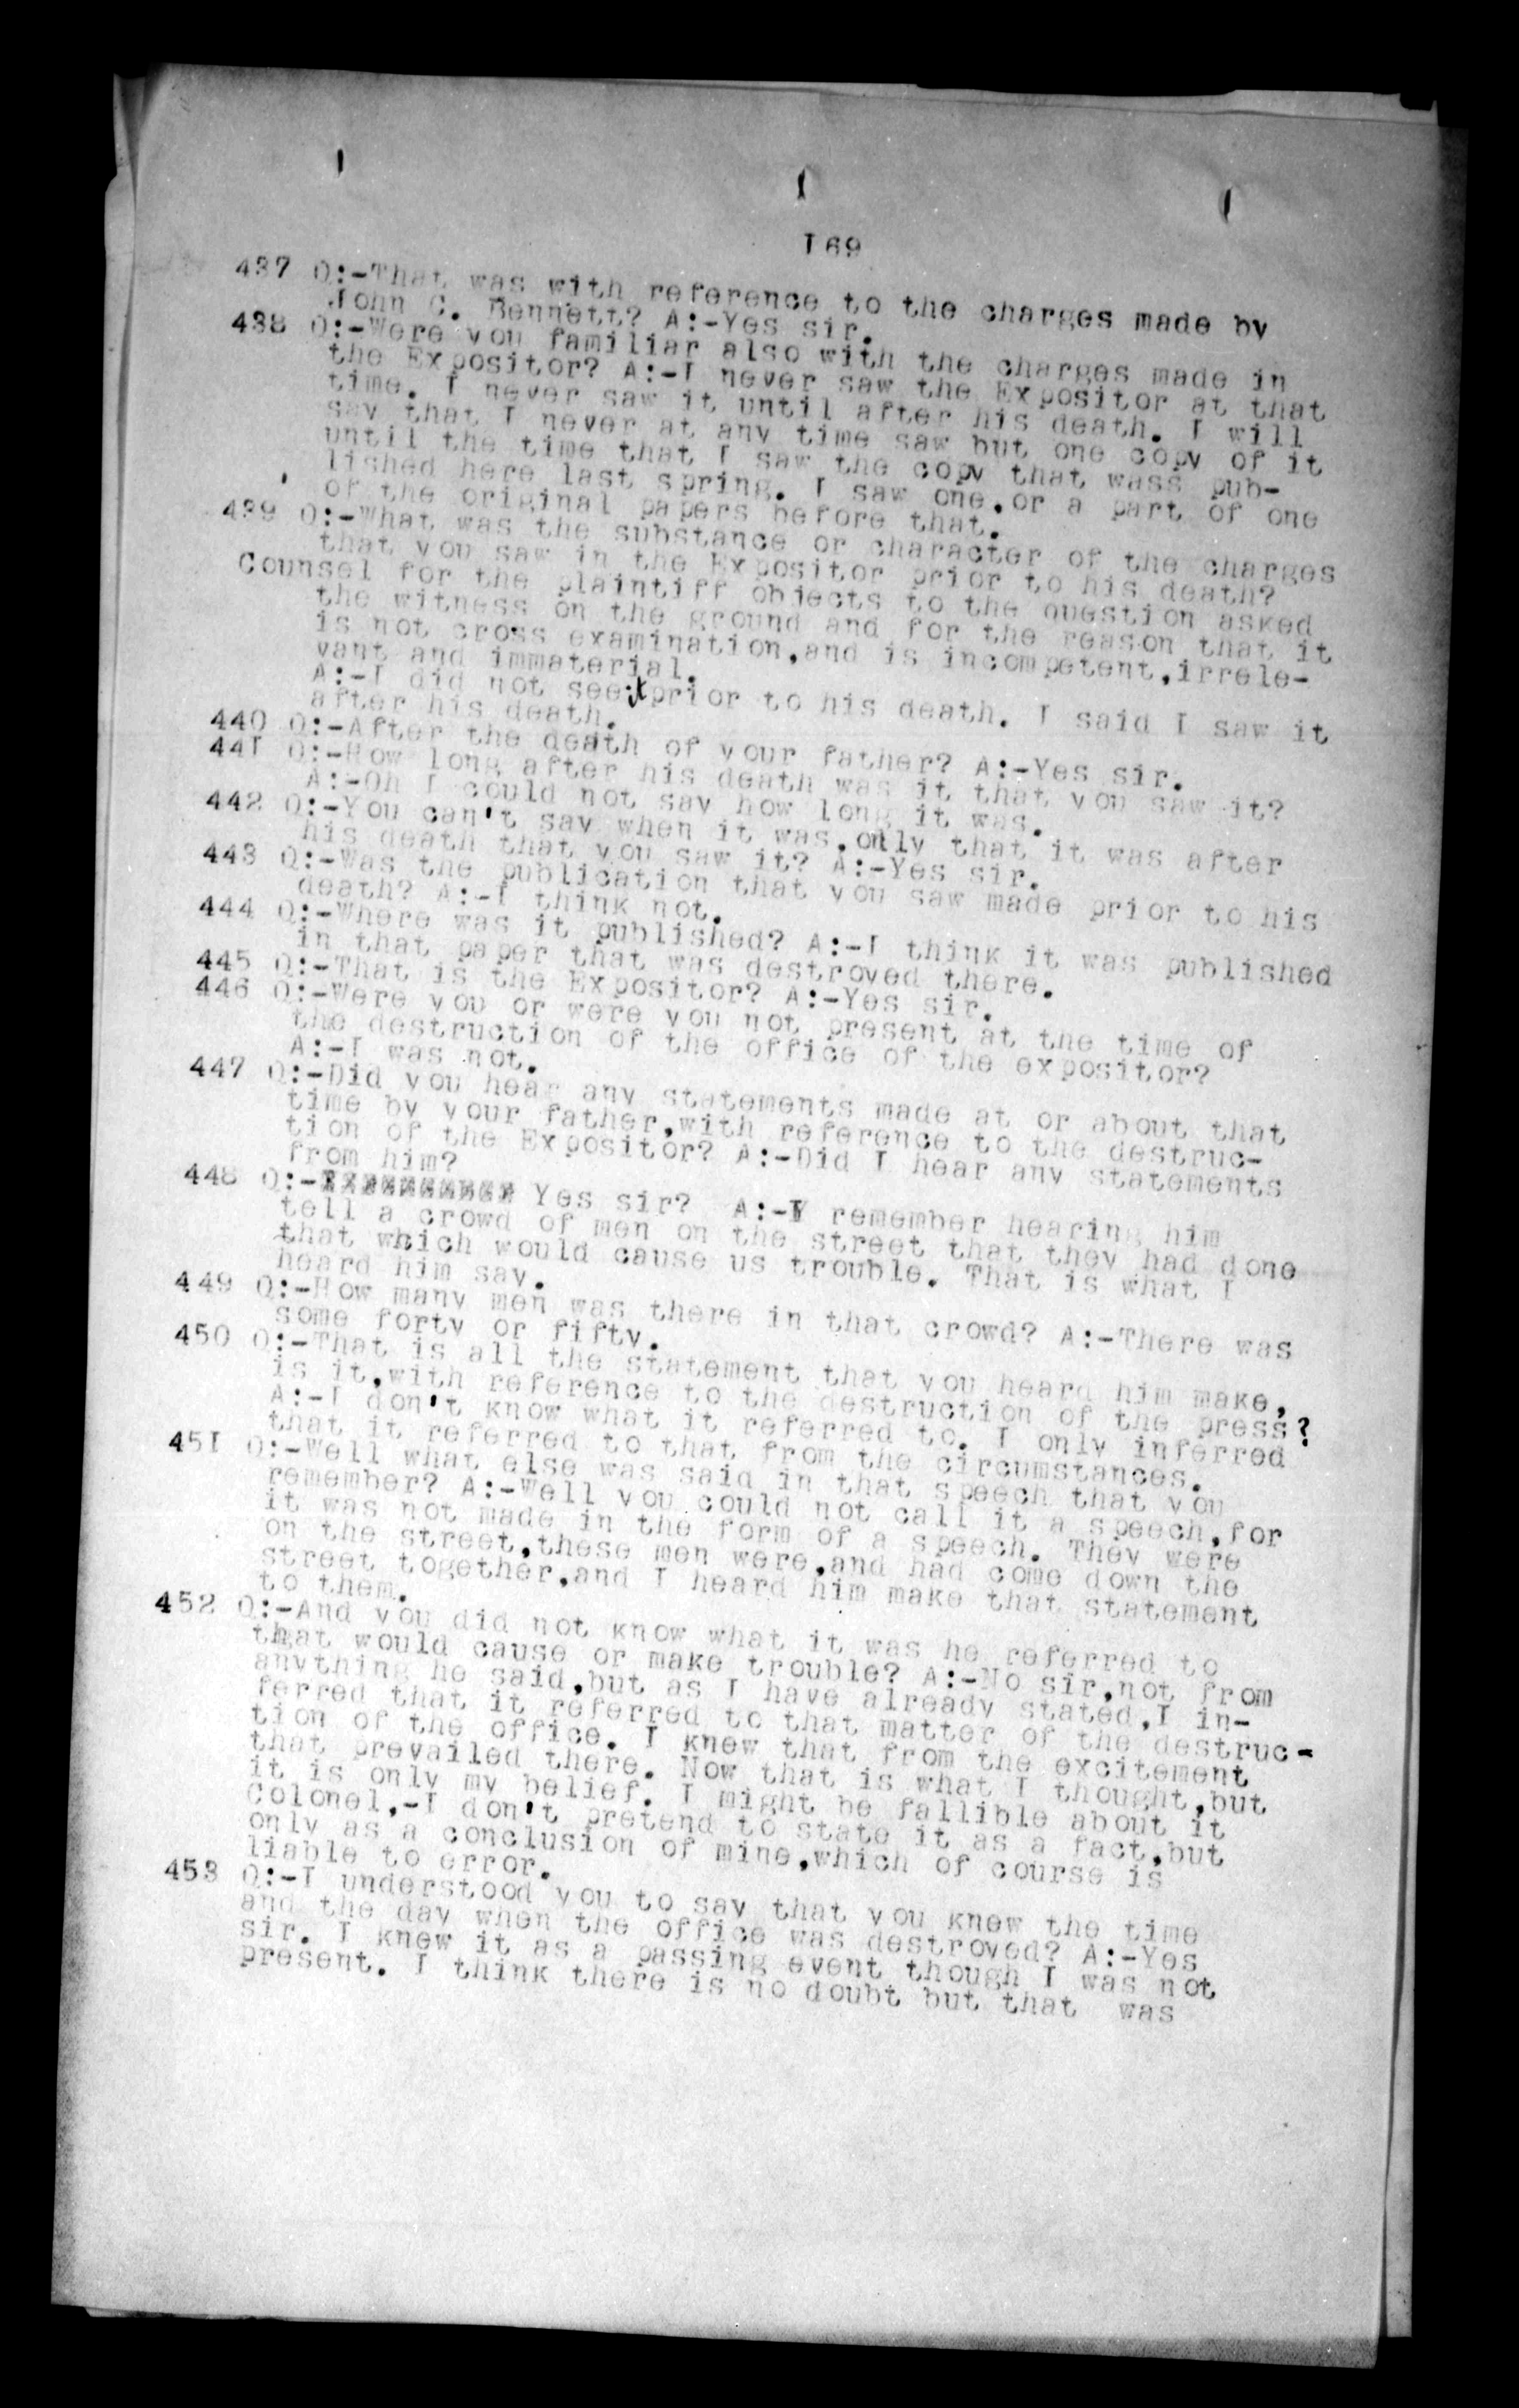 169
437 Q:-That was with reference to the charges made by
John C. Bennett? A:-Yes sir.
438 Q:-Were you familiar also with the charges made in
the Expositor? A:-I never saw the Expositor at that
time. I never saw it until after his death. I will
say that I never at any time saw but one copy of it
until the time that I saw the copy that wass pub-
lished here last spring. I saw one,or a part of one
of the original papers before that.
439 Q:-What was the substance or character of the charges
that you saw in the Expositor prior to his death?
Counsel for the plaintiff objects to the question asked
the witness on the ground and for the reason that it
is not cross examination,and is incompetent,irrele-
vant and immaterial.
A:-I did not see it prior to his death. I said I saw it
after his death.
440 Q:-After the death of your father? A:-Yes sir.
441 Q:-How long after his death was it that you saw it?
A:-Oh I could not say how long it was.
442 Q:-You can't say when it was,only that it was after
his death that you saw it? A:-Yes sir.
443 Q:-Was the publication that you saw made prior to his
death? A:-I think not.
444 Q:-Where was it published? A:-I think it was published
in that paper that was destroyed there.
445 Q:-That is the Expositor? A:-Yes sir.
446 Q:-Were you or were you not present at the time of
the destruction of the office of the expositor?
A:-I was not.
447 Q:-Did you hear any statements made at or about that
time by your father,with reference to the destruc-
tion of the Expositor? A:-Did I hear any statements
from him?
448 Q:- Yes sir? A:-I remember hearing him
tell a crowd of men on the street that they had done
that which would cause us trouble. That is what I
heard him say.
449 Q:-How many men was there in that crowd? A:-There was
some forty or fifty.
450 Q:-That is all the statement that you heard him make,
is it,with reference to the destruction of the press?
A:-I don't know what it referred to. I only inferred
that it referred to that from the circumstances.
451 Q:-Well what else was said in that speech that you
remember? A:-Well you could not call it a speech,for
it was not made in the form of a speech. They were
on the street,these men were,and had come down the
street together,and I heard him make that statement
to them.
452 Q:-And you did not know what it was he referred to
that would cause or make trouble? A:-No sir,not from
anything he said,but as I have already stated,I in-
ferred that it referred to that matter of the destruc-
tion of the office. I knew that from the excitement
that prevailed there. Now that is what I thought,but
it is only my belief. I might be fallible about it
Colonel,-I don't pretend to state it as a fact,but
only as a conclusion of mine,which of course is
liable to error.
453 Q:-I understood you to say that you knew the time
and the day when the office was destroyed? A:-Yes
sir. I knew it as a passing event though I was not
present. I think there is no doubt but that was